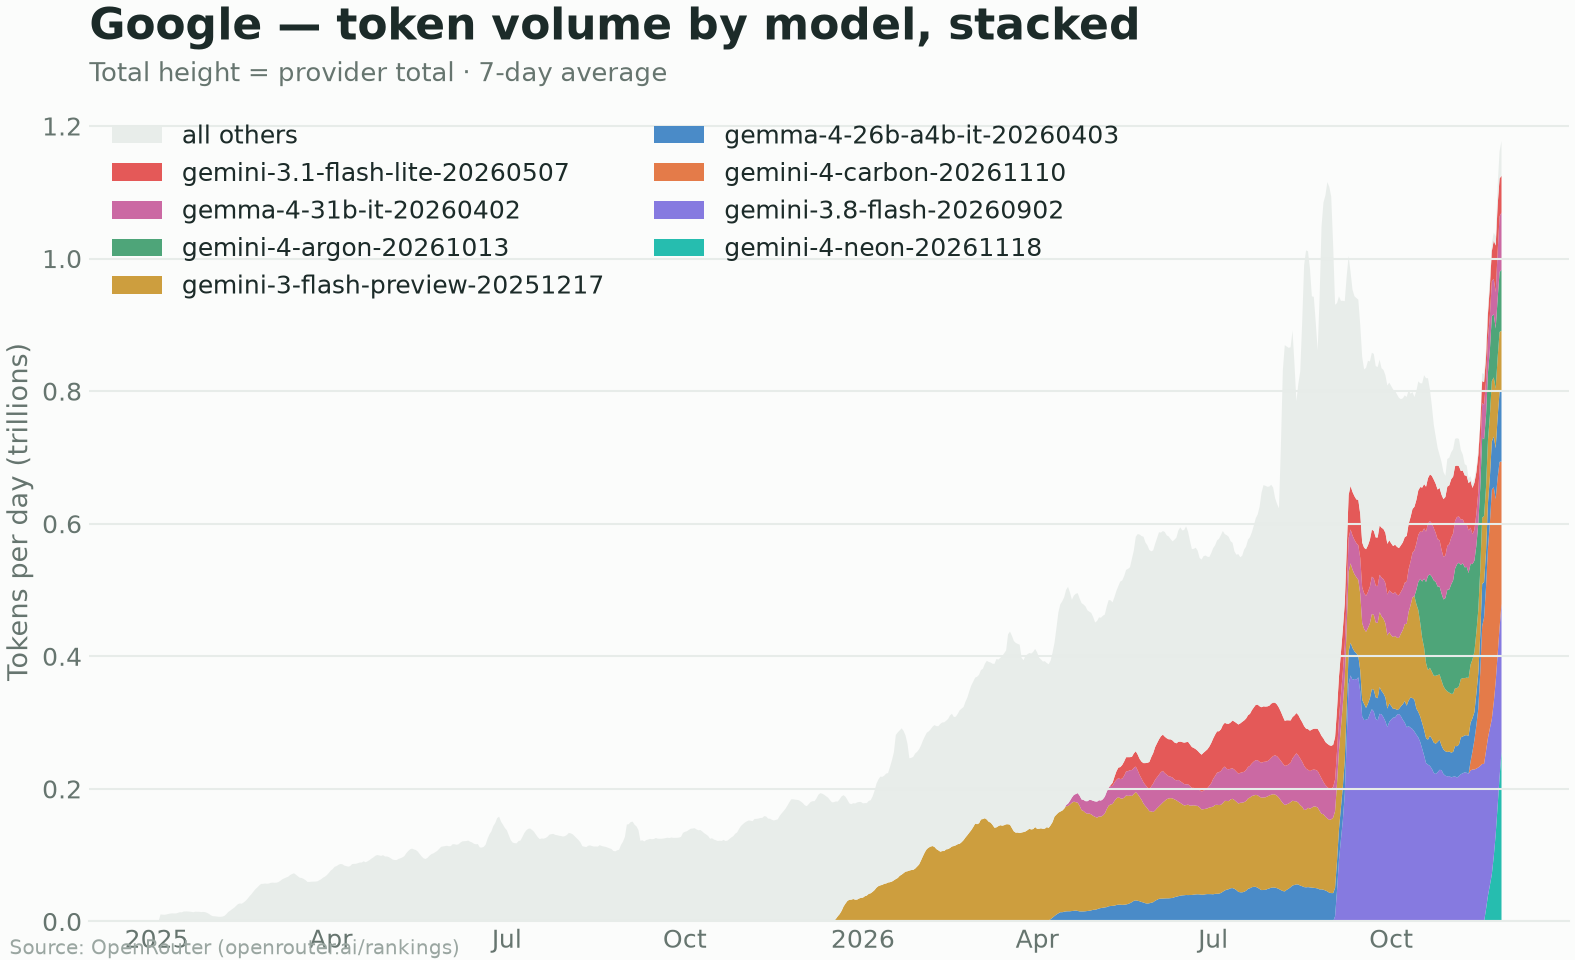 Google — token volume by model, stacked
Total height = provider total · 7-day average
all others
gemini-3.1-flash-lite-20260507
gemma-4-31b-it-20260402
gemini-4-argon-20261013
gemini-3-flash-preview-20251217
gemma-4-26b-a4b-it-20260403
gemini-4-carbon-20261110
gemini-3.8-flash-20260902
gemini-4-neon-20261118
Tokens per day (trillions)
1.2
1.0
0.8
0.6
0.4
0.2
0.0
2025 Apr Jul Oct 2026 Apr Jul Oct
Source: OpenRouter (openrouter.ai/rankings)